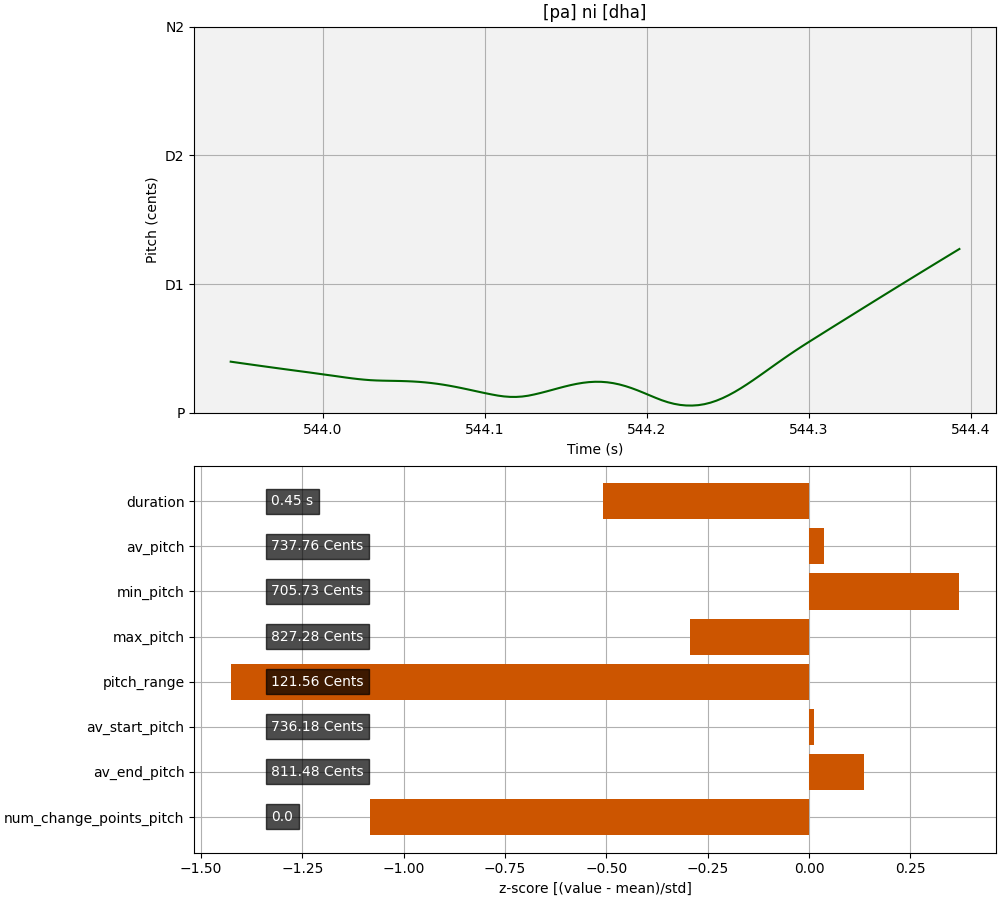 [pa] ni [dha]
N2
D2
D1
P
Pitch (cents)
544.0 544.1 544.2 544.3 544.4
Time (s)
duration 0.45 s
av_pitch 737.76 Cents
min_pitch 705.73 Cents
max_pitch 827.28 Cents
pitch_range 121.56 Cents
av_start_pitch 736.18 Cents
av_end_pitch 811.48 Cents
num_change_points_pitch 0.0
−1.50 −1.25 −1.00 −0.75 −0.50 −0.25 0.00 0.25
z-score [(value - mean)/std]